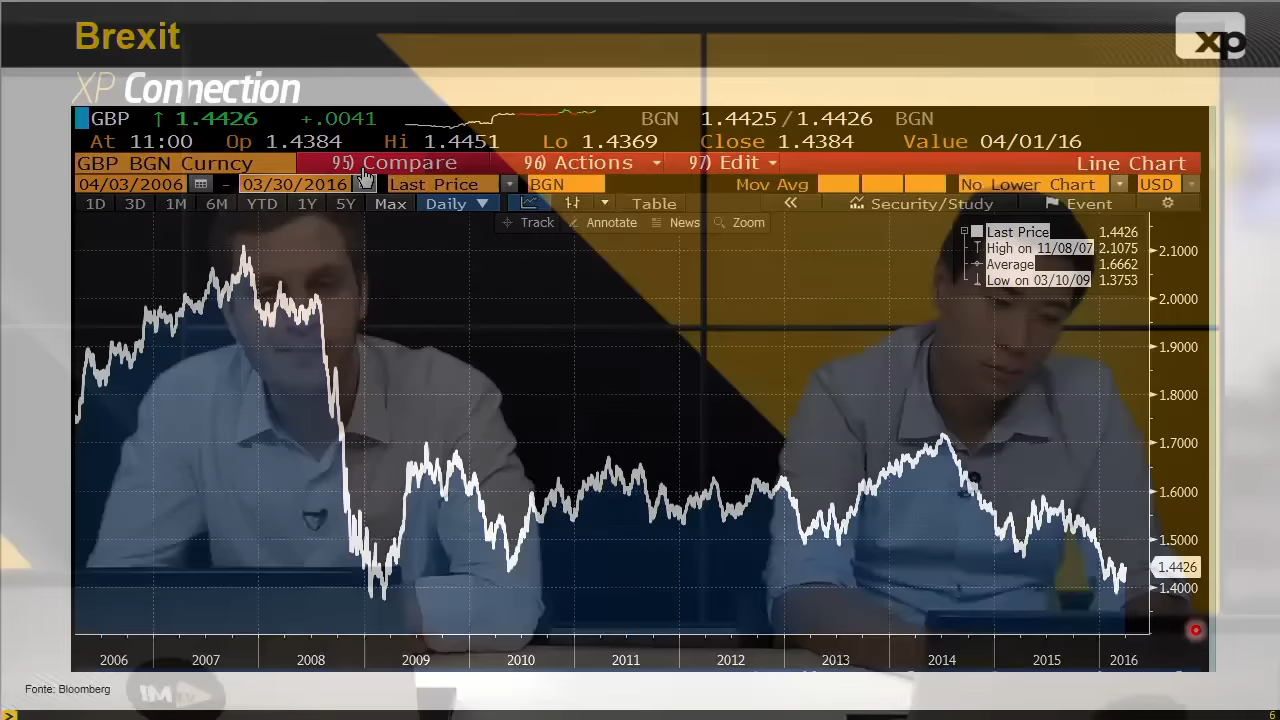 Brexit
xp
XP Connection
GBP ↑ 1.4426 +.0041 BGN 1.4425/1.4426 BGN
At 11:00 Op 1.4384 Hi 1.4451 Lo 1.4369 Close 1.4384 Value 04/01/16
GBP BGN Curncy 95) Compare 96) Actions 97) Edit Line Chart
04/03/2006 - 03/30/2016 Last Price BGN Mov Avg No Lower Chart USD
1D 3D 1M 6M YTD 1Y 5Y Max Daily ▼ Table « Security/Study Event
Track Annotate News Zoom
Last Price 1.4426
High on 11/08/07 2.1075
Average 1.6662
Low on 03/10/09 1.3753
2.1000
2.0000
1.9000
1.8000
1.7000
1.6000
1.5000
1.4426
1.4000
2006 2007 2008 2009 2010 2011 2012 2013 2014 2015 2016
Fonte: Bloomberg
6